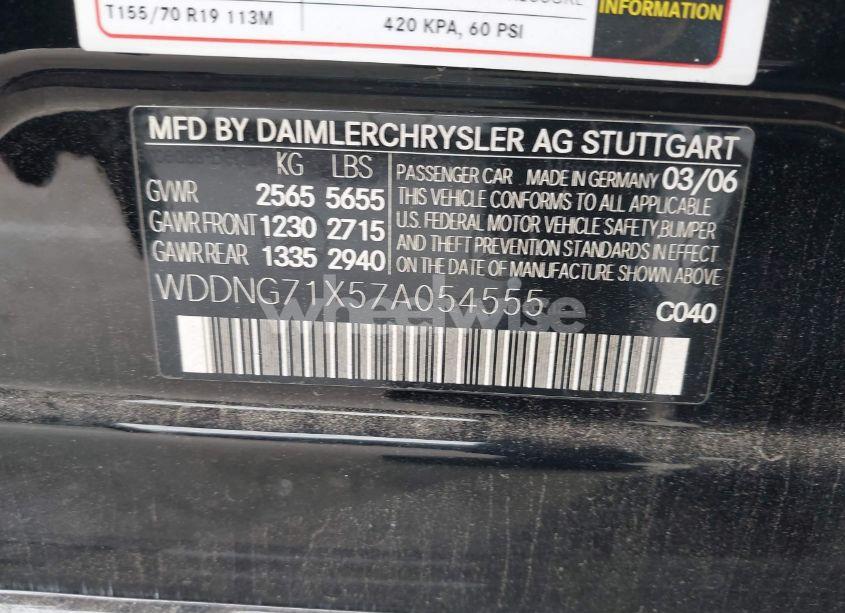 INFORMATION
T155/70 R19 113M
420 KPA, 60 PSI
MFD BY DAIMLERCHRYSLER AG STUTTGART
KG LBS
GVWR 2565 5655
GAWR FRONT 1230 2715
GAWR REAR 1335 2940
PASSENGER CAR MADE IN GERMANY 03/06
THIS VEHICLE CONFORMS TO ALL APPLICABLE
U.S. FEDERAL MOTOR VEHICLE SAFETY,BUMPER
AND THEFT PREVENTION STANDARDS IN EFFECT
ON THE DATE OF MANUFACTURE
WDDNG71X57A054555
C040
wheelwise